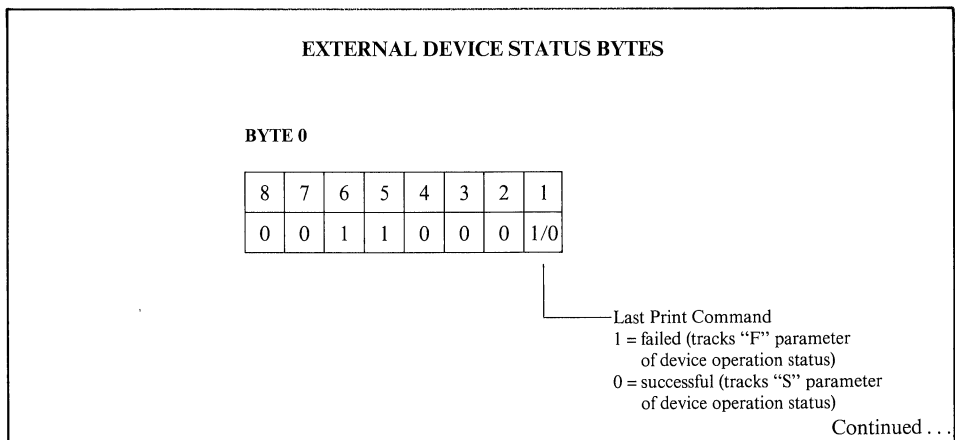 EXTERNAL DEVICE STATUS BYTES
BYTE 0
8 7 6 5 4 3 2 1
0 0 1 1 0 0 0 1/0
Last Print Command
1 = failed (tracks “F” parameter
of device operation status)
0 = successful (tracks “S” parameter
of device operation status)
Continued . . .